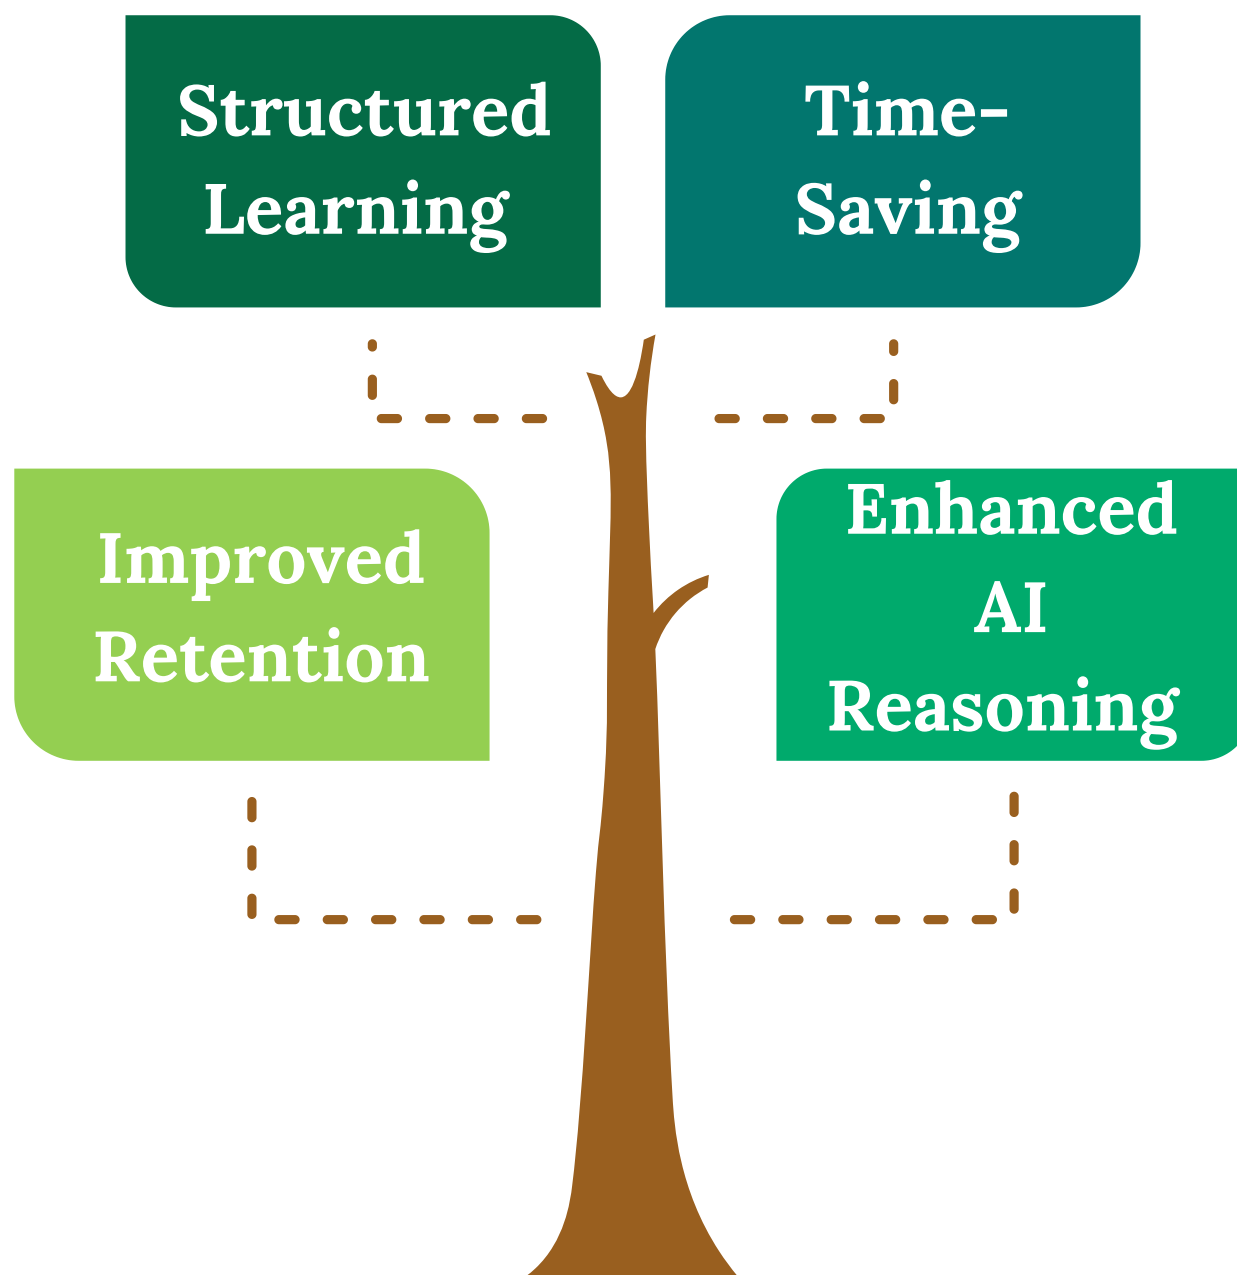 Structured
Learning
Time-
Saving
Improved
Retention
Enhanced
AI
Reasoning